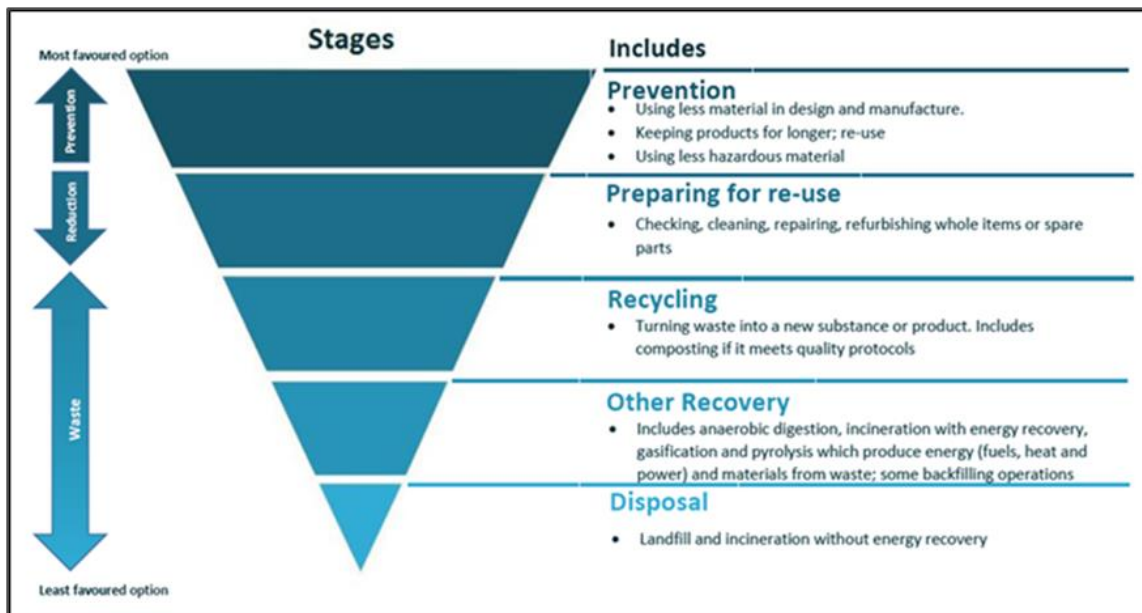 Stages
Includes
Most favoured option
Prevention
Reduction
Waste
Least favoured option
Prevention
• Using less material in design and manufacture.
• Keeping products for longer; re-use
• Using less hazardous material
Preparing for re-use
• Checking, cleaning, repairing, refurbishing whole items or spare
parts
Recycling
• Turning waste into a new substance or product. Includes
composting if it meets quality protocols
Other Recovery
• Includes anaerobic digestion, incineration with energy recovery,
gasification and pyrolysis which produce energy (fuels, heat and
power) and materials from waste; some backfilling operations
Disposal
• Landfill and incineration without energy recovery